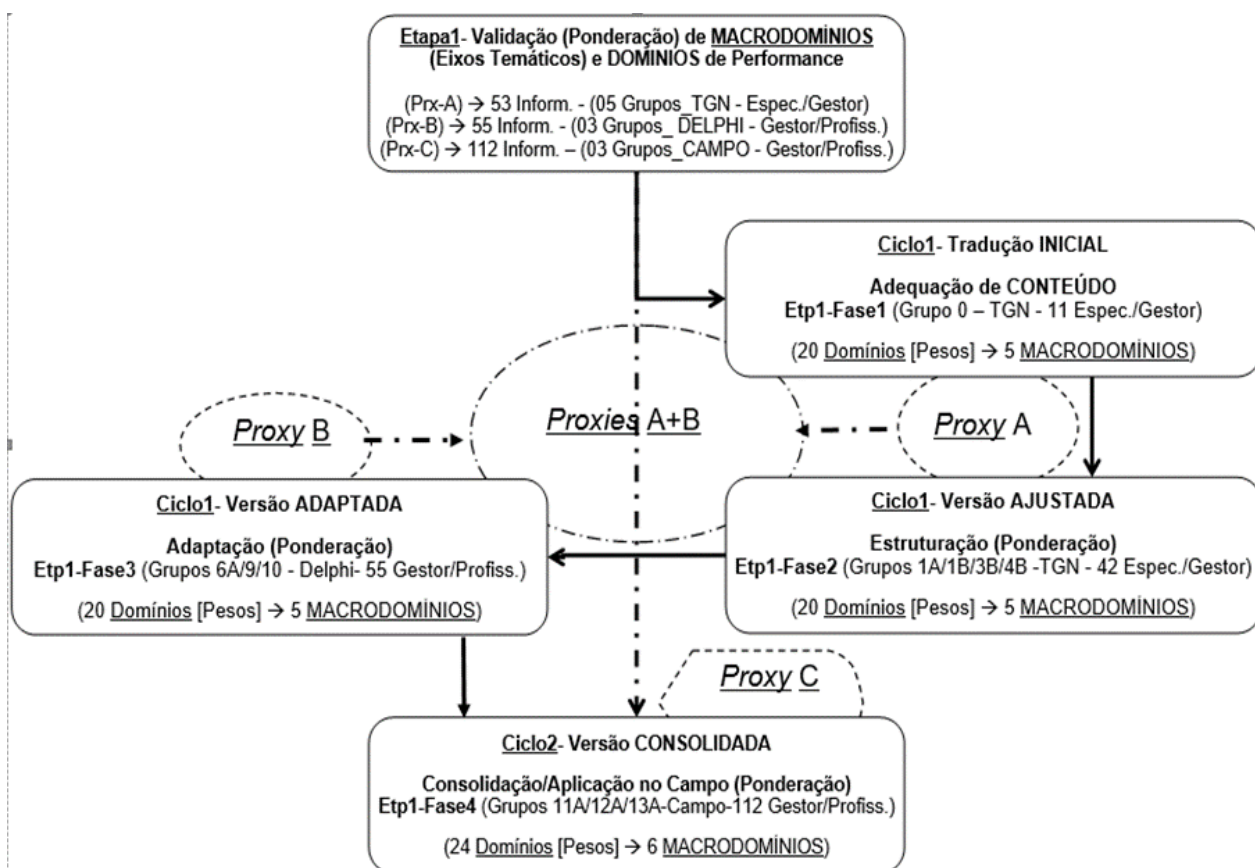 Etapa1- Validação (Ponderação) de MACRODOMÍNIOS
(Eixos Temáticos) e DOMINIOS de Performance
(Prx-A) → 53 Inform. - (05 Grupos_TGN - Espec./Gestor)
(Prx-B) → 55 Inform. - (03 Grupos_ DELPHI - Gestor/Profiss.)
(Prx-C) → 112 Inform. – (03 Grupos_CAMPO - Gestor/Profiss.)
Ciclo1- Tradução INICIAL
Adequação de CONTEÚDO
Etp1-Fase1 (Grupo 0 – TGN - 11 Espec./Gestor)
(20 Domínios [Pesos] → 5 MACRODOMÍNIOS)
Proxy B
Proxies A+B
Proxy A
Ciclo1- Versão AJUSTADA
Estruturação (Ponderação)
Etp1-Fase2 (Grupos 1A/1B/3B/4B -TGN - 42 Espec./Gestor)
(20 Domínios [Pesos] → 5 MACRODOMÍNIOS)
Ciclo1- Versão ADAPTADA
Adaptação (Ponderação)
Etp1-Fase3 (Grupos 6A/9/10 - Delphi- 55 Gestor/Profiss.)
(20 Domínios [Pesos] → 5 MACRODOMÍNIOS)
Proxy C
Ciclo2- Versão CONSOLIDADA
Consolidação/Aplicação no Campo (Ponderação)
Etp1-Fase4 (Grupos 11A/12A/13A-Campo-112 Gestor/Profiss.)
(24 Domínios [Pesos] → 6 MACRODOMÍNIOS)